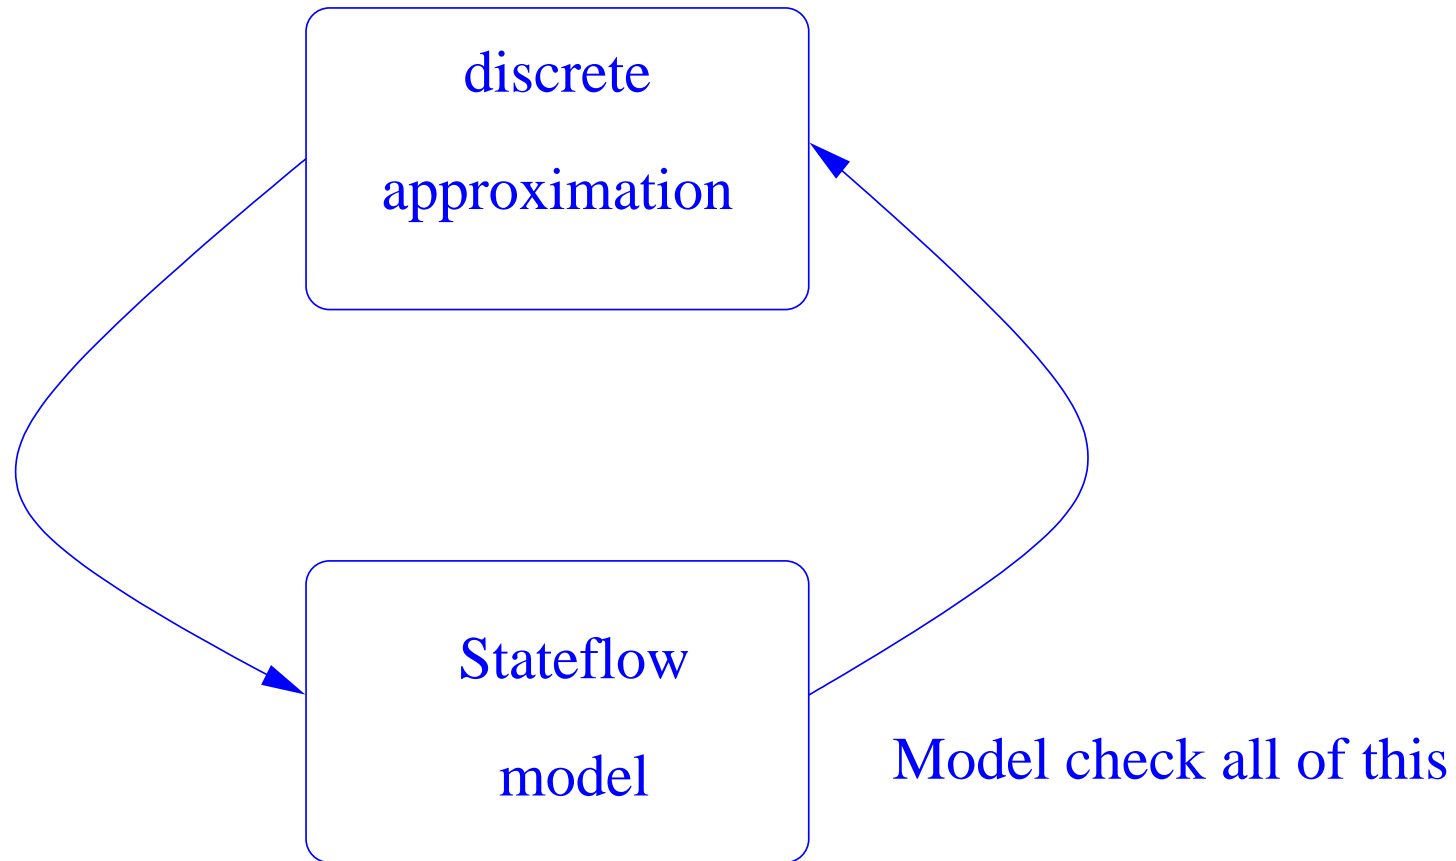 discrete
approximation
Stateflow
model
Model check all of this